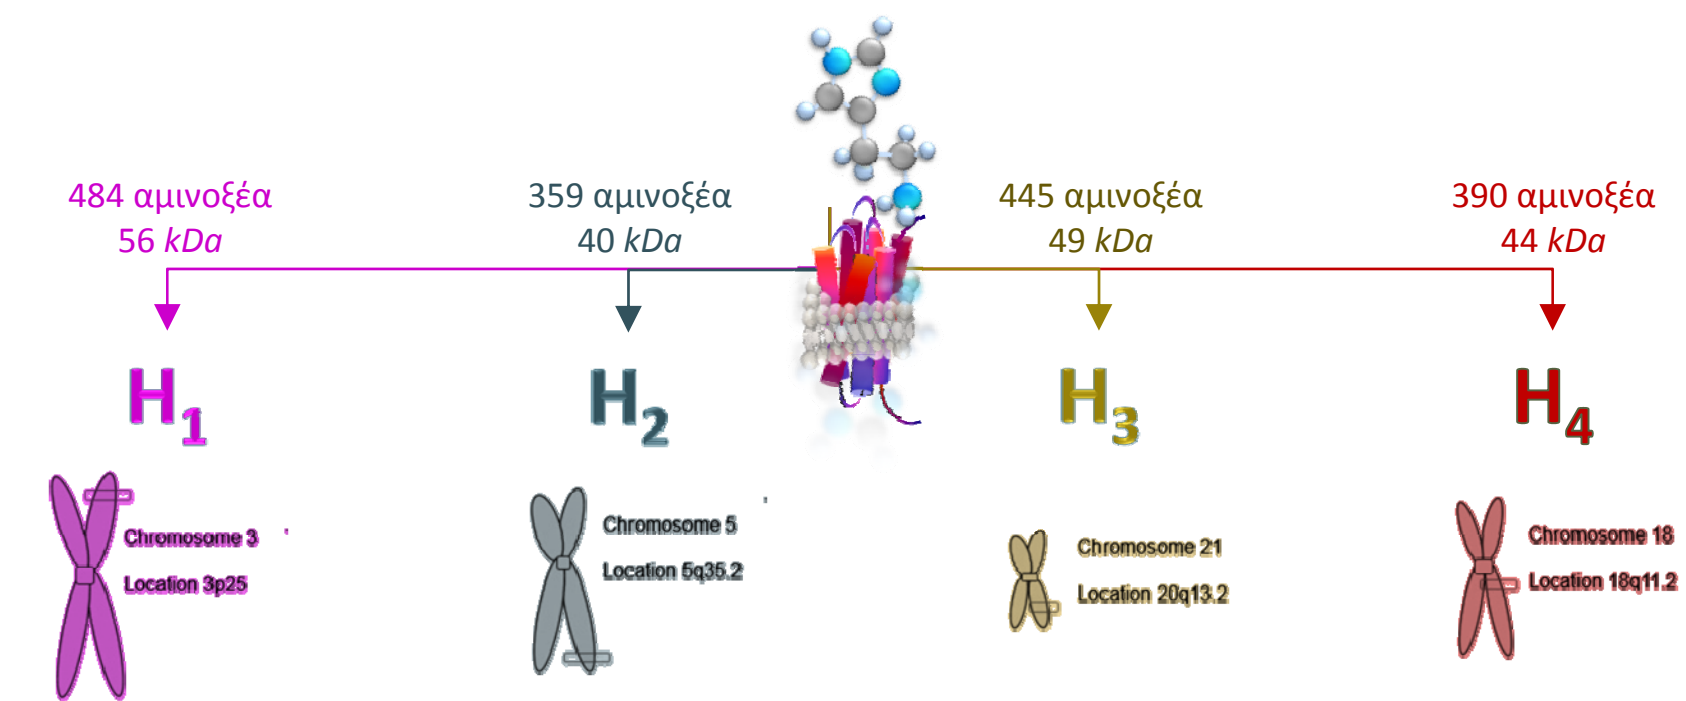 484 αμινοξέα
56 kDa
359 αμινοξέα
40 kDa
445 αμινοξέα
49 kDa
390 αμινοξέα
44 kDa
H1
H2
H3
H4
Chromosome 3
Location 3p25
Chromosome 5
Location 5q35.2
Chromosome 21
Location 20q13.2
Chromosome 18
Location 18q11.2